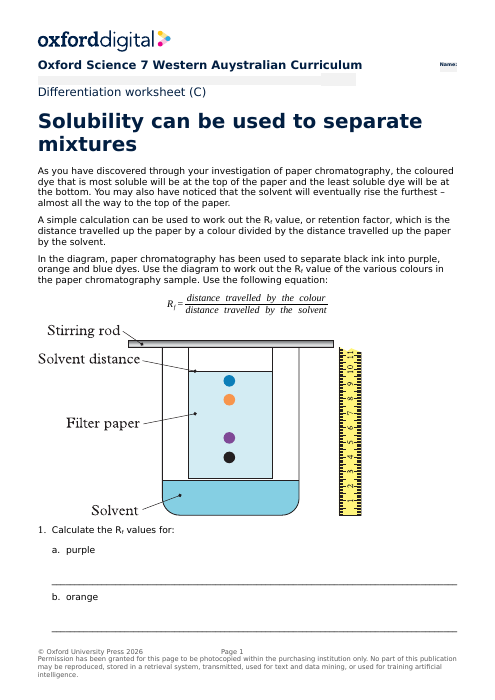 oxforddigital
Oxford Science 7 Western Auystralian Curriculum
Name:
Differentiation worksheet (C)
Solubility can be used to separate
mixtures
As you have discovered through your investigation of paper chromatography, the coloured
dye that is most soluble will be at the top of the paper and the least soluble dye will be at
the bottom. You may also have noticed that the solvent will eventually rise the furthest –
almost all the way to the top of the paper.
A simple calculation can be used to work out the Rf value, or retention factor, which is the
distance travelled up the paper by a colour divided by the distance travelled up the paper
by the solvent.
In the diagram, paper chromatography has been used to separate black ink into purple,
orange and blue dyes. Use the diagram to work out the Rf value of the various colours in
the paper chromatography sample. Use the following equation:
Rf = distance travelled by the colour
distance travelled by the solvent
Stirring rod
Solvent distance
Filter paper
Solvent
11
10
9
8
7
6
5
4
3
2
1
1. Calculate the Rf values for:
a. purple
b. orange
© Oxford University Press 2026 Page 1
Permission has been granted for this page to be photocopied within the purchasing institution only. No part of this publication
may be reproduced, stored in a retrieval system, transmitted, used for text and data mining, or used for training artificial
intelligence.